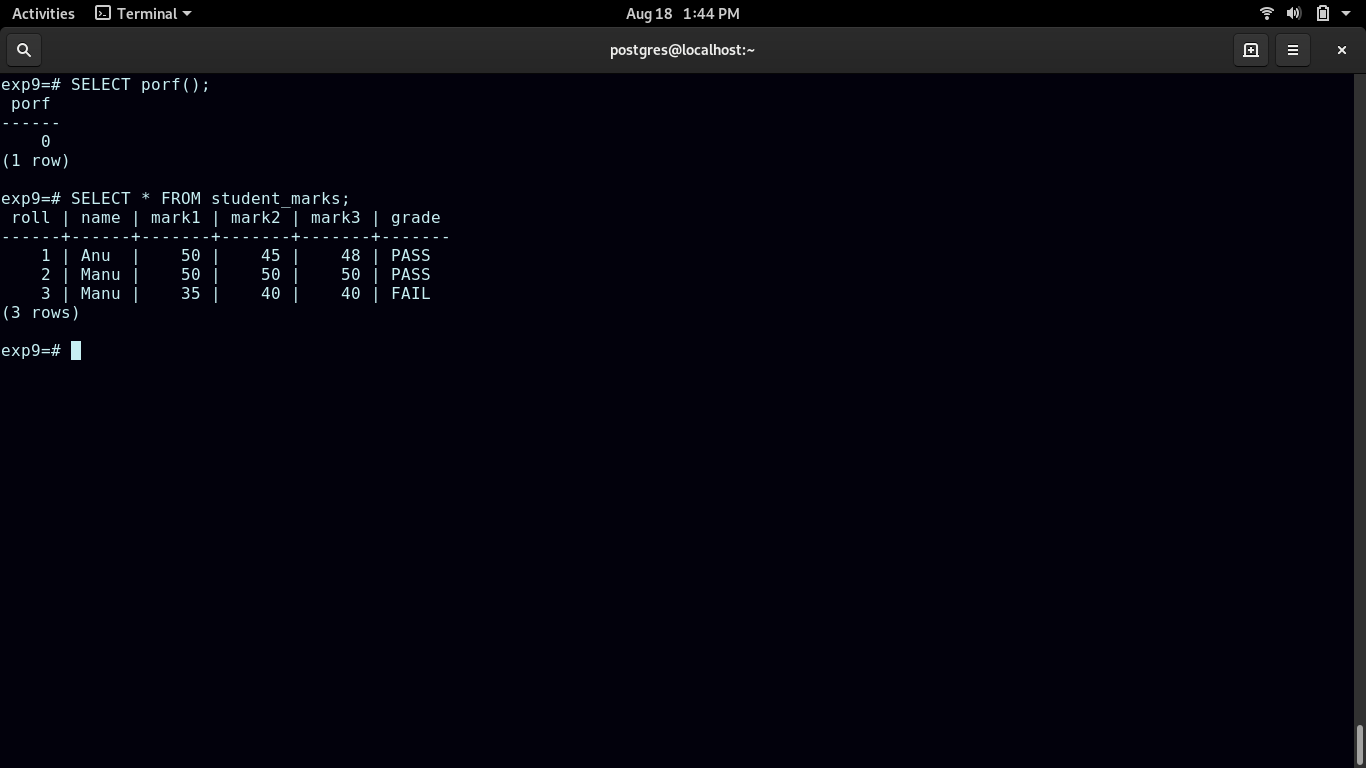 Activities Terminal Aug 18 1:44 PM
postgres@localhost:~
exp9=# SELECT porf();
 porf
------
    0
(1 row)

exp9=# SELECT * FROM student_marks;
 roll | name | mark1 | mark2 | mark3 | grade
------+------+-------+-------+-------+-------
    1 | Anu  |    50 |    45 |    48 | PASS
    2 | Manu |    50 |    50 |    50 | PASS
    3 | Manu |    35 |    40 |    40 | FAIL
(3 rows)

exp9=#